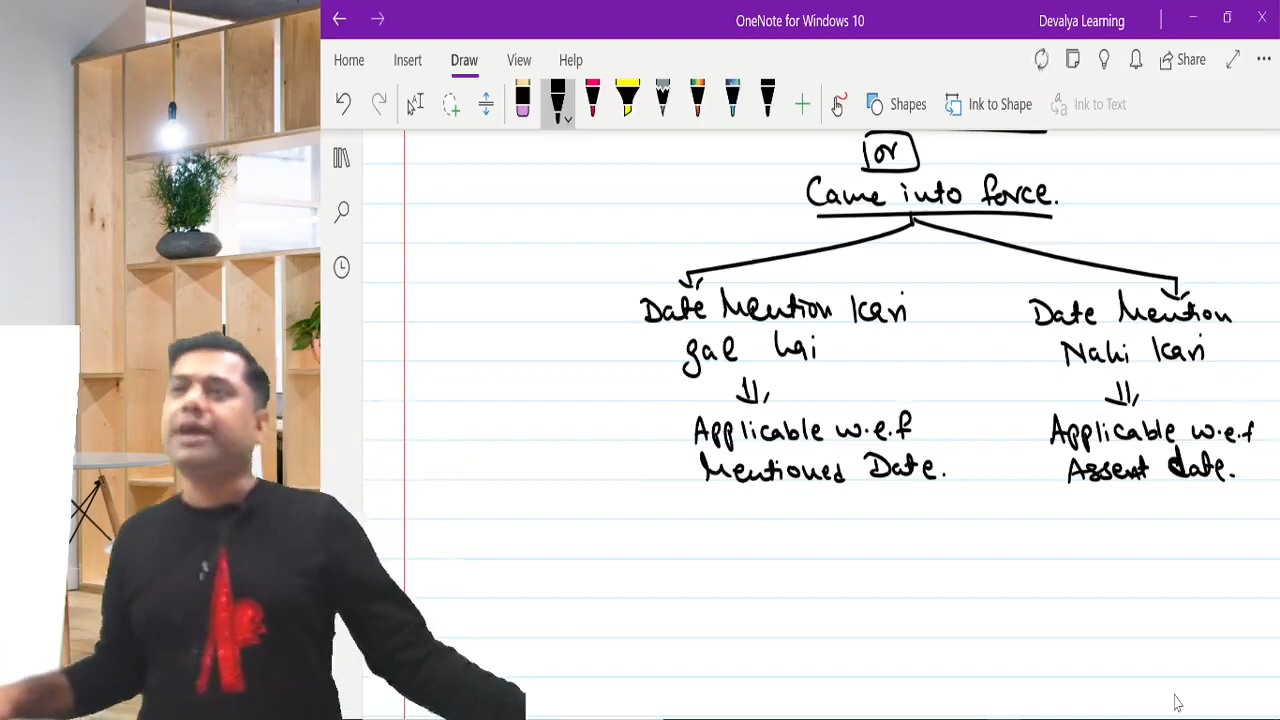 OneNote for Windows 10
Devalya Learning
Home Insert Draw View Help
Share
Shapes
Ink to Shape
Ink to Text
or
Came into force.
Date Mention Kari
gae hai
Applicable w.e.f
Mentioned Date.
Date Mention
Nahi Kari
Applicable w.e.f
Assent date.